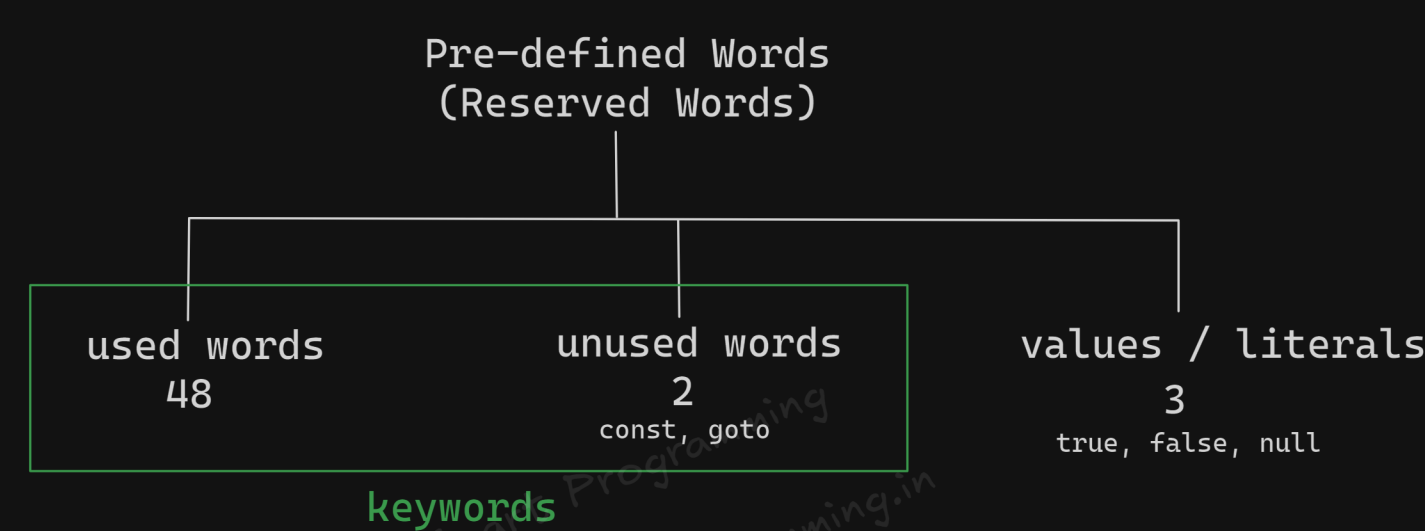 Pre-defined Words
(Reserved Words)
used words
48
unused words
2
const, goto
values / literals
3
true, false, null
keywords
Programming